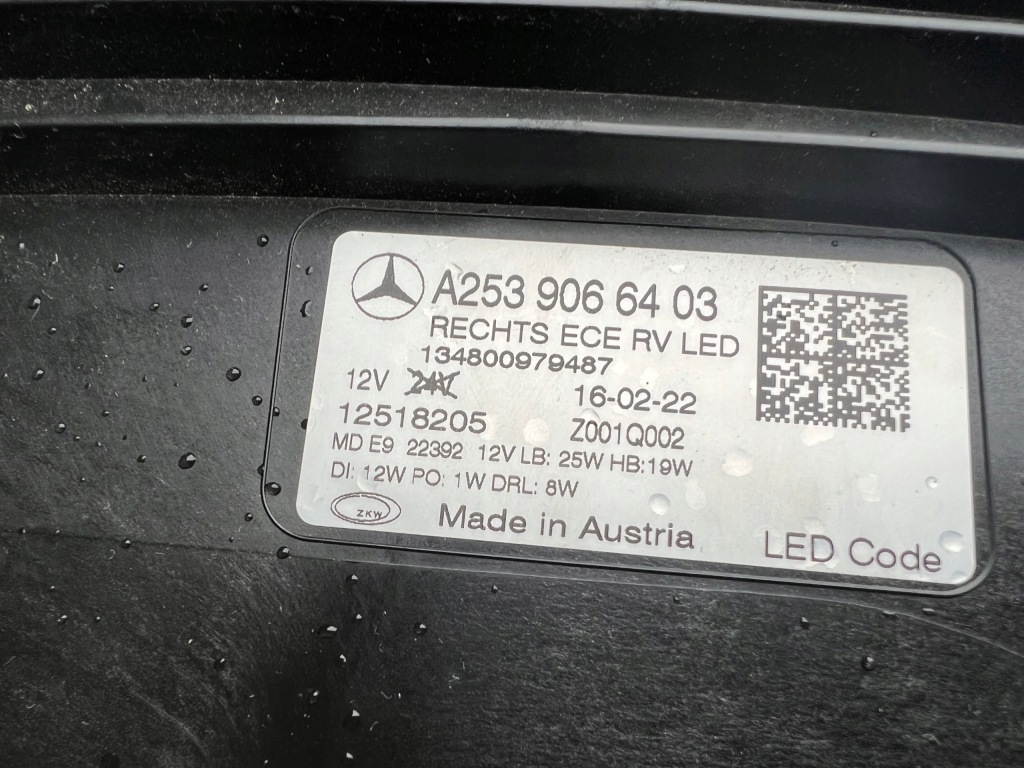 A253 906 64 03
RECHTS ECE RV LED
134800979487
12V 24V 16-02-22
12518205 Z001Q002
MD E9 22392 12V LB: 25W HB:19W
DI: 12W PO: 1W DRL: 8W
ZKW Made in Austria LED Code